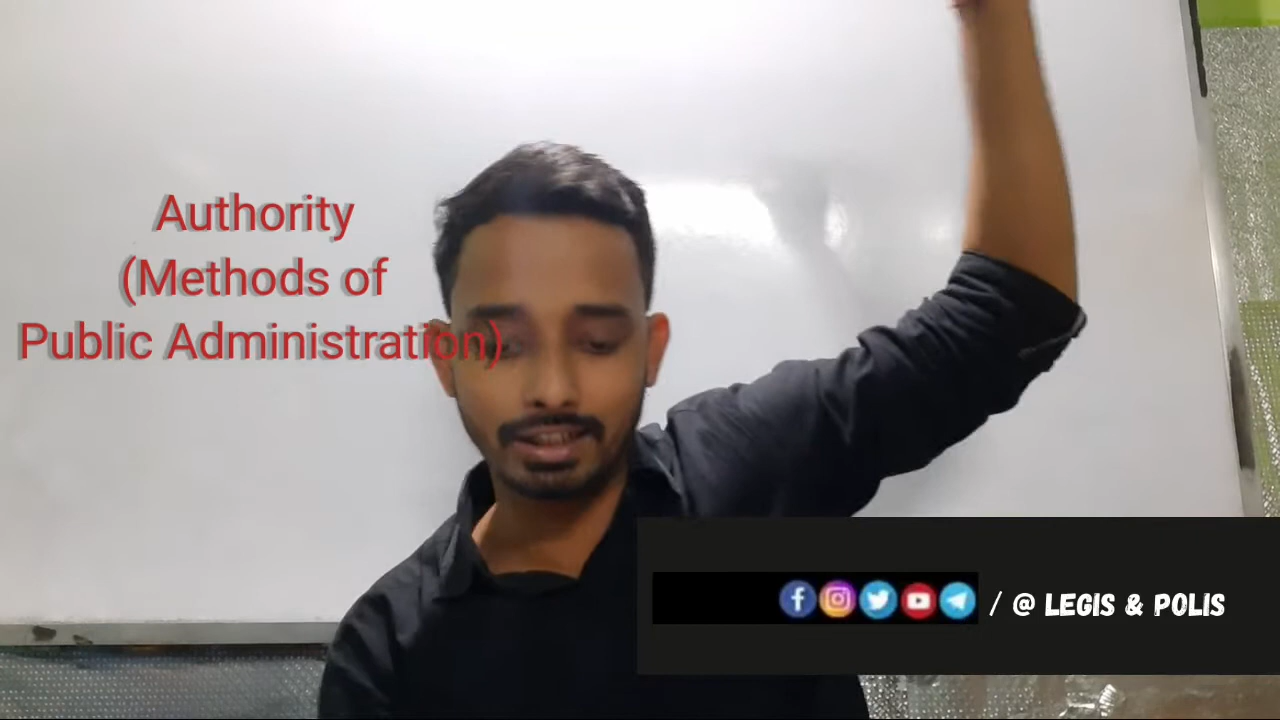 Authority
(Methods of
Public Administration)
/ @ LEGIS & POLIS